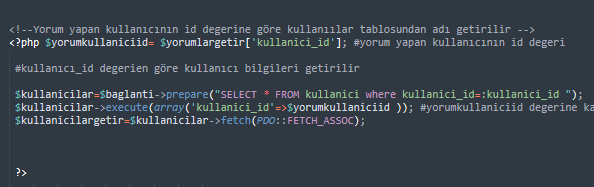 <!--Yorum yapan kullanıcının id degerine göre kullanıılar tablosundan adı getirilir -->
<?php $yorumkullaniciid= $yorumlargetir['kullanici_id']; #yorum yapan kullanıcının id degeri
#kullanıcı_id degerien göre kullanıcı bilgileri getirilir
$kullanicilar=$baglanti->prepare("SELECT * FROM kullanici where kullanici_id=:kullanici_id ");
$kullanicilar->execute(array('kullanici_id'=>$yorumkullaniciid )); #yorumkullaniciid degerine ka
$kullanicilargetir=$kullanicilar->fetch(PDO::FETCH_ASSOC);
?>